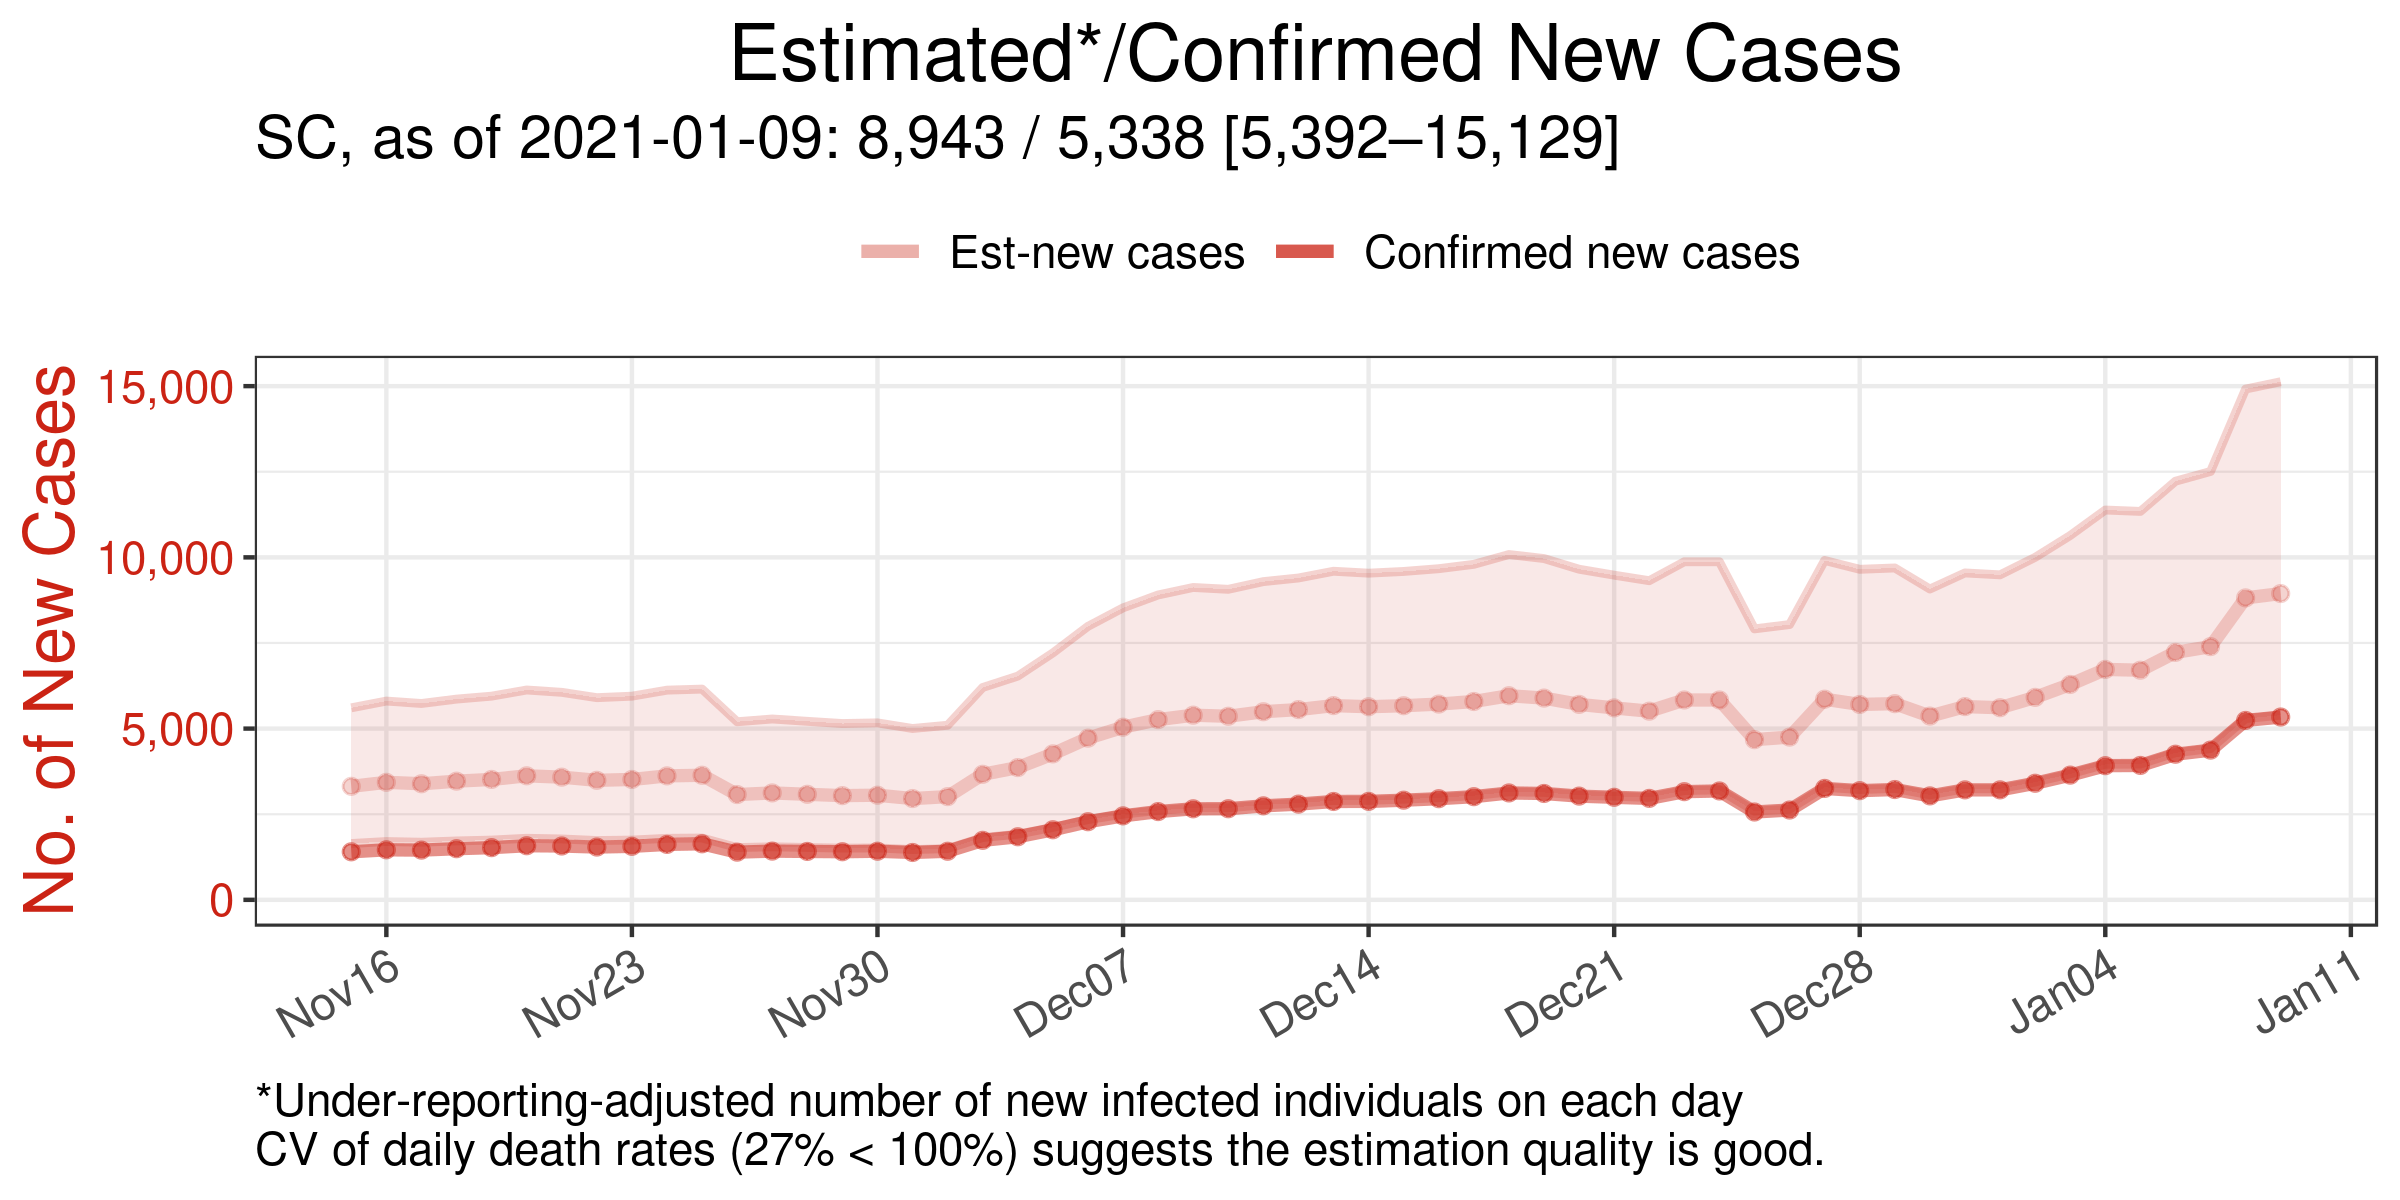 Estimated*/Confirmed New Cases
SC, as of 2021-01-09: 8,943 / 5,338 [5,392–15,129]
Est-new cases
Confirmed new cases
No. of New Cases
15,000
10,000
5,000
0
Nov16
Nov23
Nov30
Dec07
Dec14
Dec21
Dec28
Jan04
Jan11
*Under-reporting-adjusted number of new infected individuals on each day
CV of daily death rates (27% < 100%) suggests the estimation quality is good.